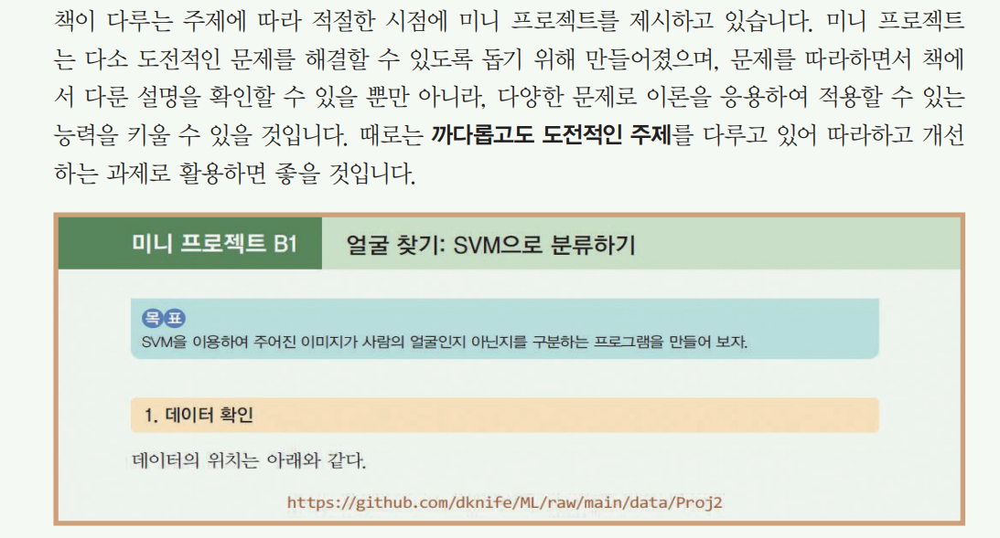 책이 다루는 주제에 따라 적절한 시점에 미니 프로젝트를 제시하고 있습니다. 미니 프로젝트
는 다소 도전적인 문제를 해결할 수 있도록 돕기 위해 만들어졌으며, 문제를 따라하면서 책에
서 다룬 설명을 확인할 수 있을 뿐만 아니라, 다양한 문제로 이론을 응용하여 적용할 수 있는
능력을 키울 수 있을 것입니다. 때로는 까다롭고도 도전적인 주제를 다루고 있어 따라하고 개선
하는 과제로 활용하면 좋을 것입니다.
미니 프로젝트 B1 얼굴 찾기: SVM으로 분류하기
목표
SVM을 이용하여 주어진 이미지가 사람의 얼굴인지 아닌지를 구분하는 프로그램을 만들어 보자.
1. 데이터 확인
데이터의 위치는 아래와 같다.
https://github.com/dknife/ML/raw/main/data/Proj2